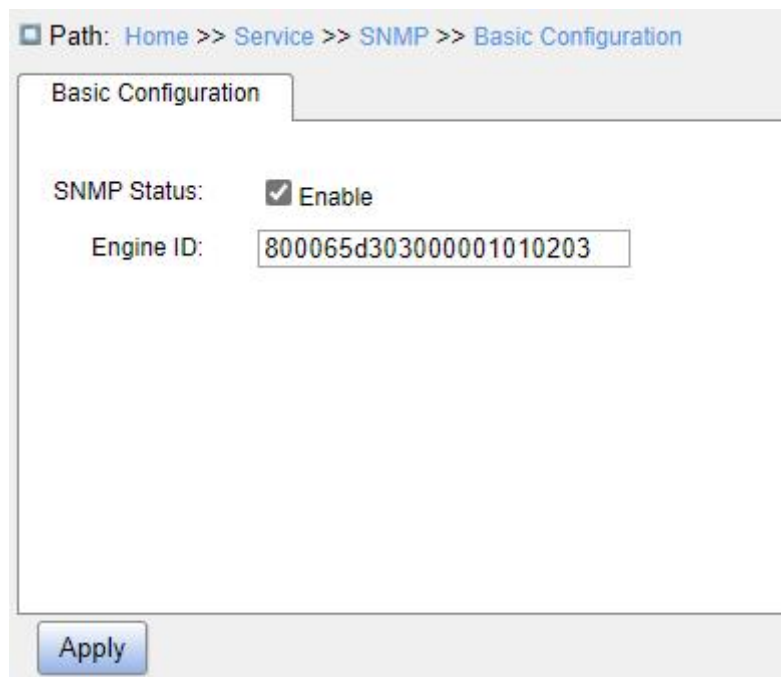 Path: Home >> Service >> SNMP >> Basic Configuration
Basic Configuration
SNMP Status: Enable
Engine ID: 800065d303000001010203
Apply